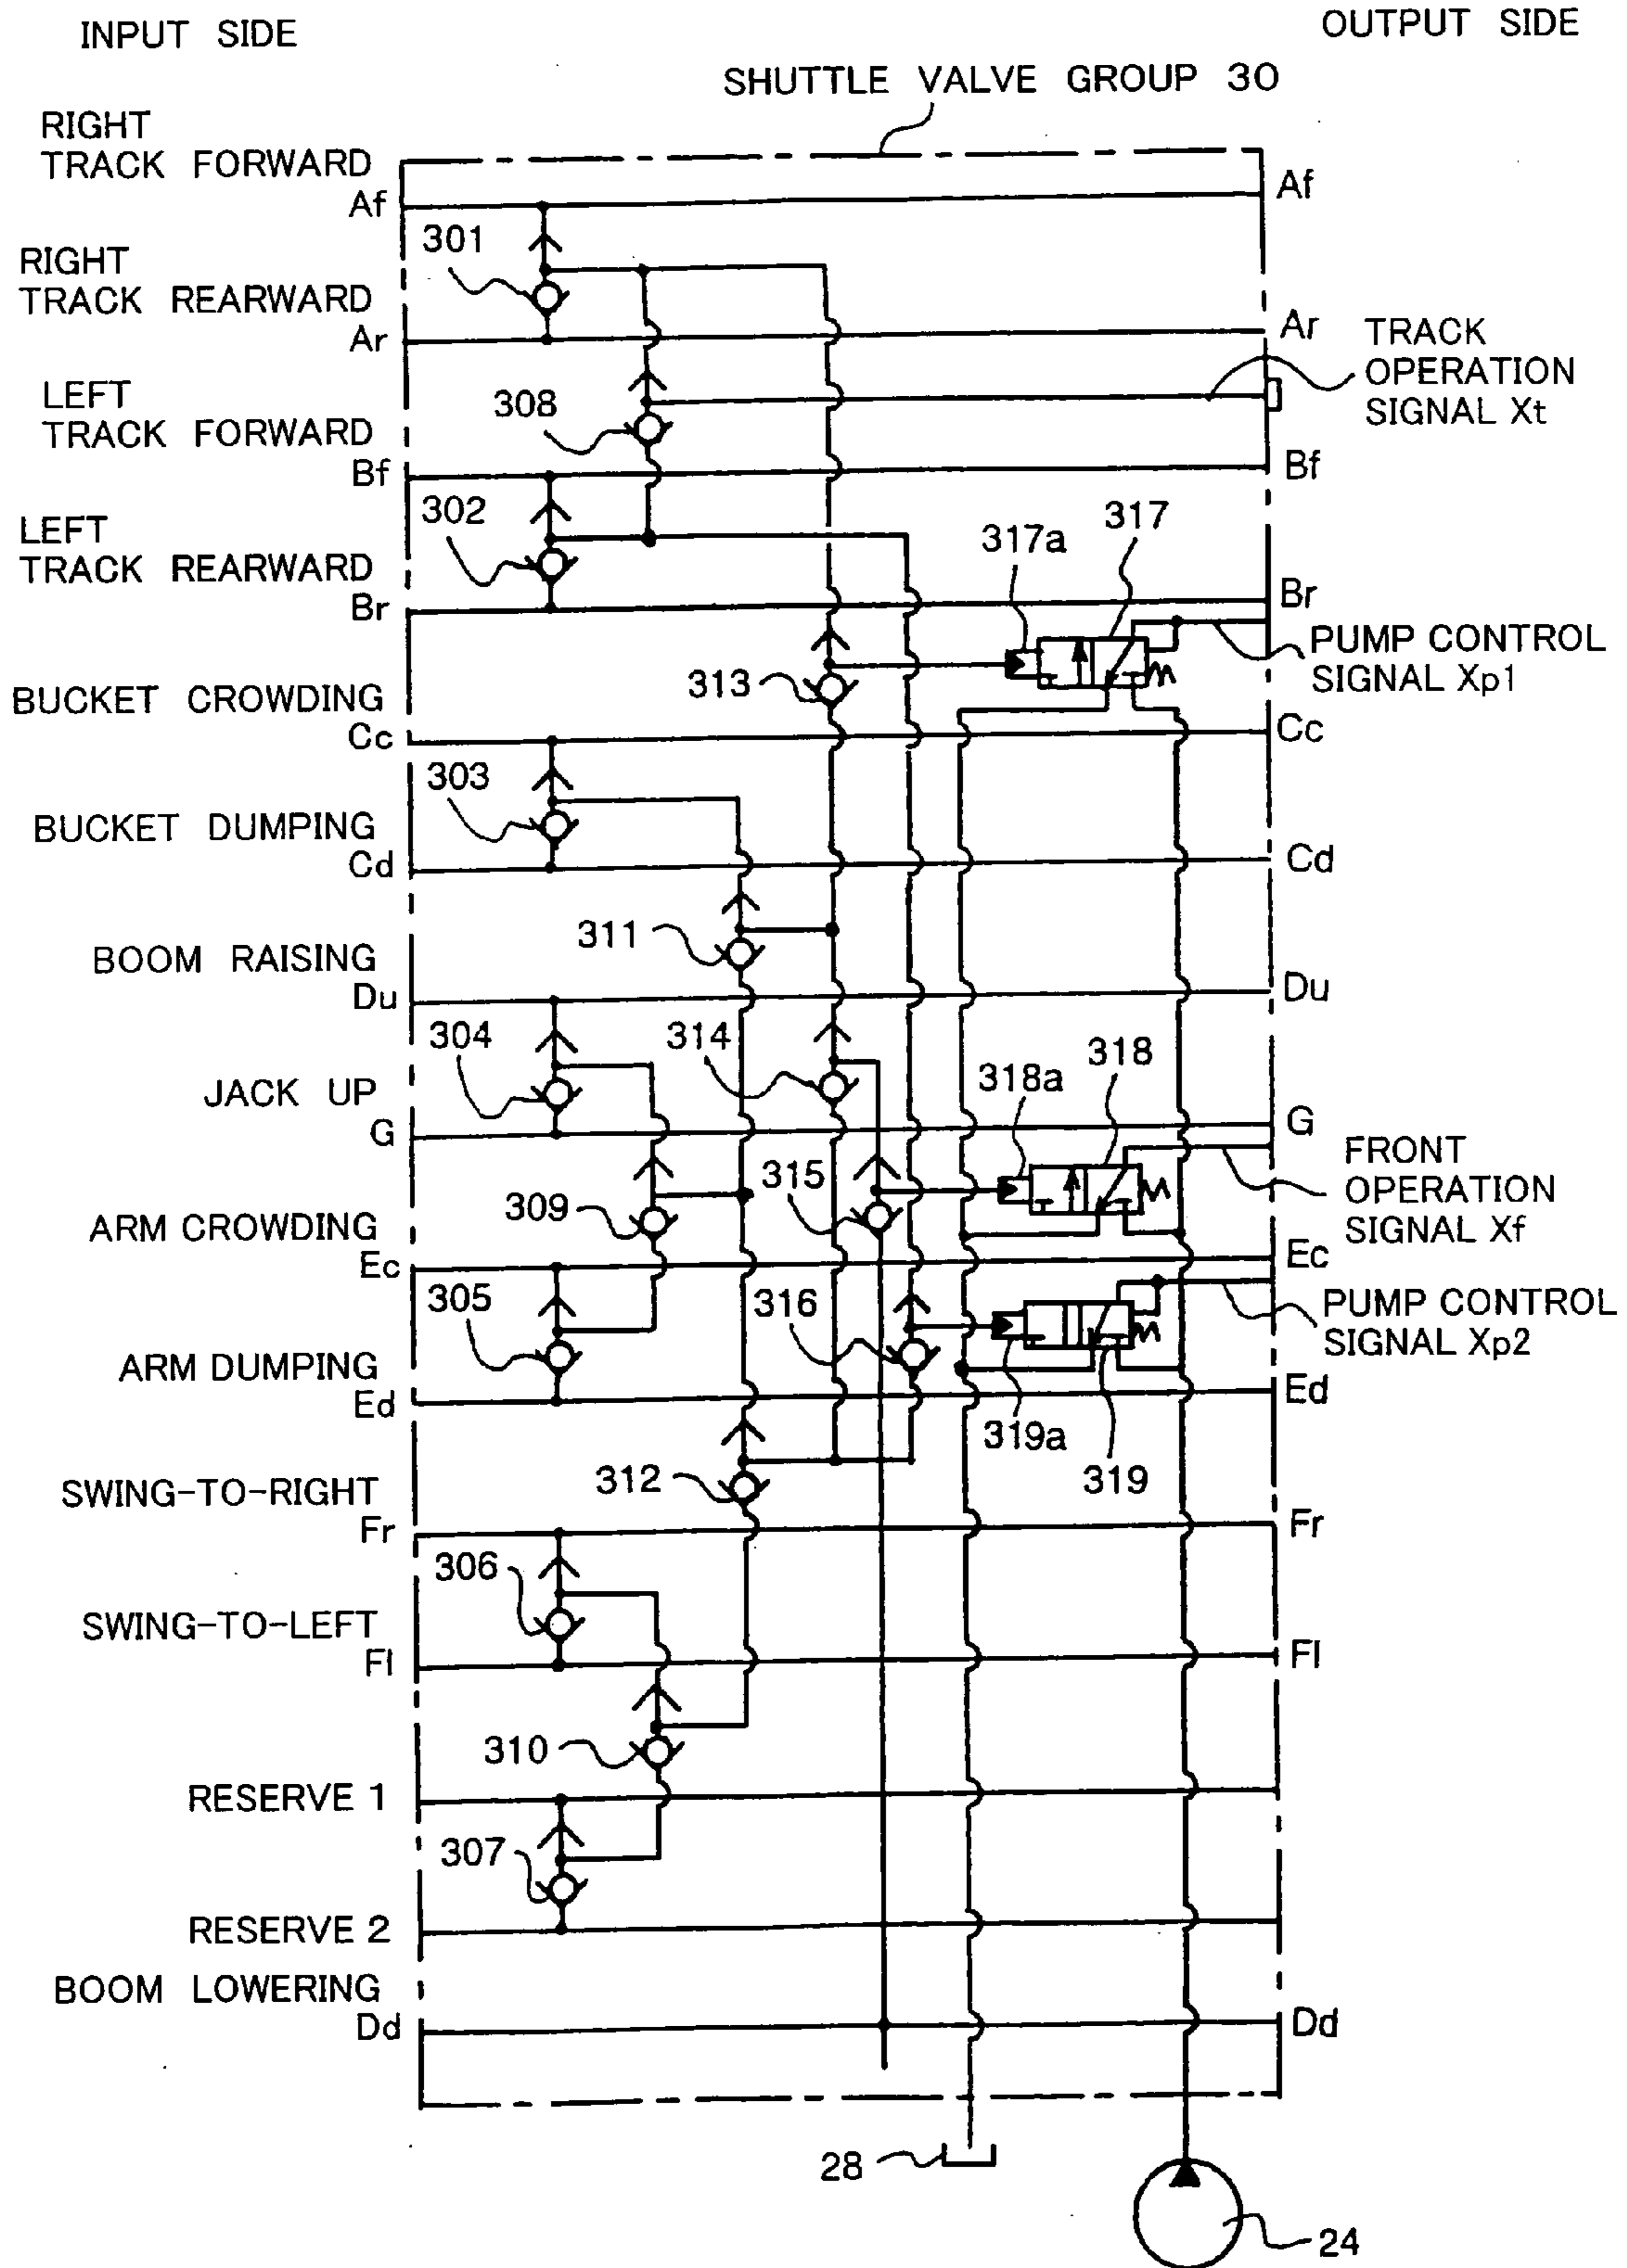 INPUT SIDE
OUTPUT SIDE
SHUTTLE VALVE GROUP 30
RIGHT
TRACK FORWARD
Af
Af
301
RIGHT
TRACK REARWARD
Ar
Ar
TRACK
OPERATION
SIGNAL Xt
LEFT
TRACK FORWARD
308
Bf
Bf
302
LEFT
TRACK REARWARD
317a
317
Br
Br
PUMP CONTROL
SIGNAL Xp1
313
BUCKET CROWDING
Cc
Cc
303
BUCKET DUMPING
Cd
Cd
311
BOOM RAISING
Du
Du
304
314
318a
318
JACK UP
G
G
FRONT
OPERATION
SIGNAL Xf
315
309
ARM CROWDING
Ec
Ec
305
316
PUMP CONTROL
SIGNAL Xp2
ARM DUMPING
Ed
Ed
319a
319
312
SWING-TO-RIGHT
Fr
Fr
306
SWING-TO-LEFT
Fl
Fl
310
RESERVE 1
307
RESERVE 2
BOOM LOWERING
Dd
Dd
28
24